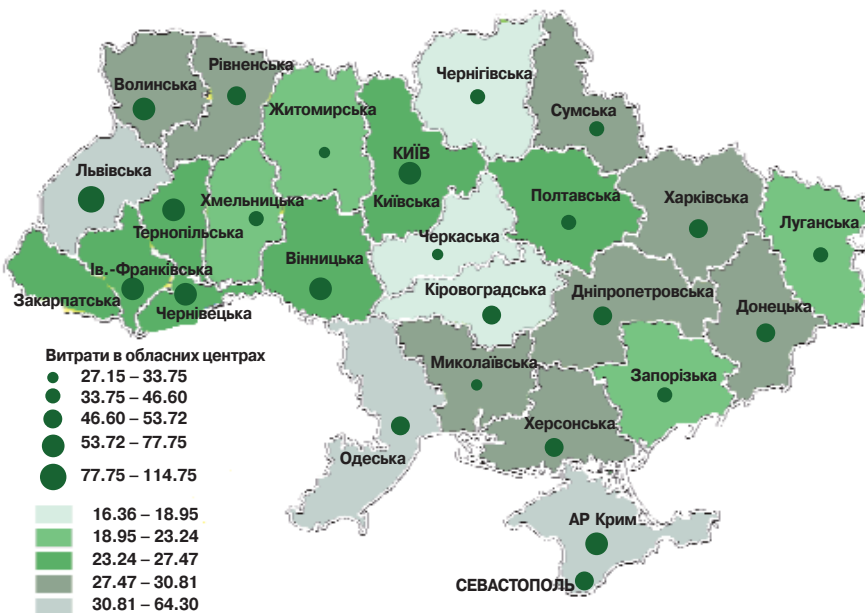 Чернігівська
Рівненська
Волинська
Сумська
Житомирська
КИЇВ
Львівська
Київська
Полтавська
Харківська
Хмельницька
Луганська
Тернопільська
Черкаська
Ів.-Франківська
Вінницька
Закарпатська
Чернівецька
Кіровоградська
Дніпропетровська
Донецька
Миколаївська
Запорізька
Херсонська
Одеська
АР Крим
СЕВАСТОПОЛЬ
Витрати в обласних центрах
27.15 – 33.75
33.75 – 46.60
46.60 – 53.72
53.72 – 77.75
77.75 – 114.75
16.36 – 18.95
18.95 – 23.24
23.24 – 27.47
27.47 – 30.81
30.81 – 64.30